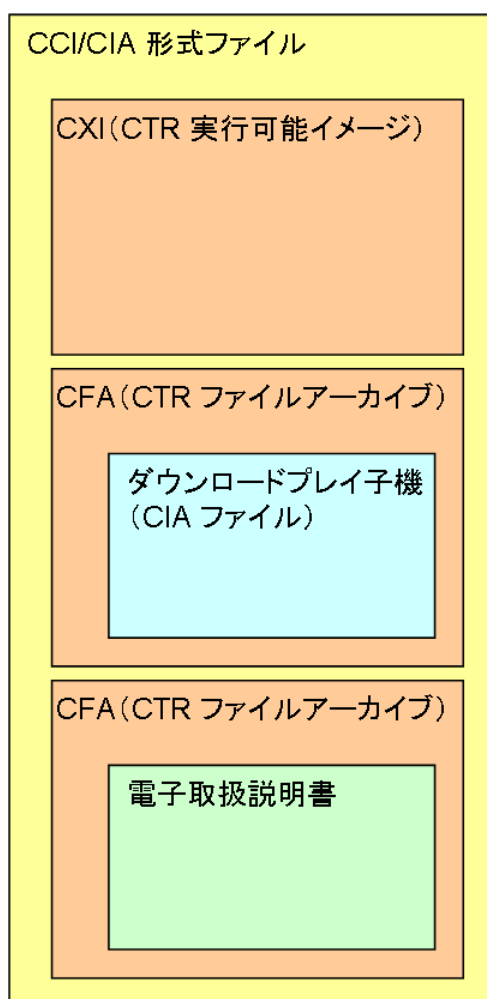 CCI/CIA 形式ファイル
CXI(CTR 実行可能イメージ)
CFA(CTR ファイルアーカイブ)
ダウンロードプレイ子機
(CIA ファイル)
CFA(CTR ファイルアーカイブ)
電子取扱説明書